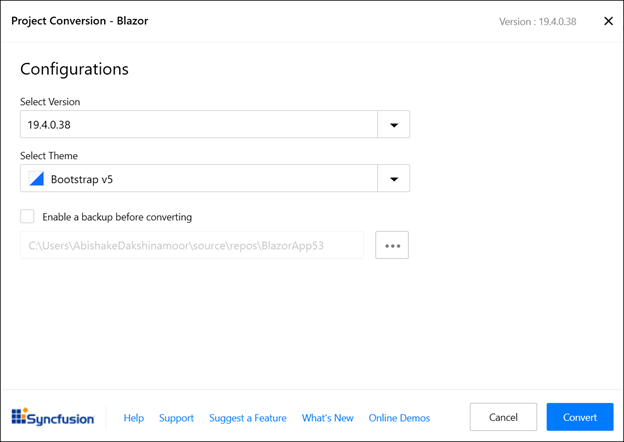 Project Conversion - Blazor
Version : 19.4.0.38
Configurations
Select Version
19.4.0.38
Select Theme
Bootstrap v5
Enable a backup before converting
C:\Users\AbishakeDakshinamoor\source\repos\BlazorApp53
Syncfusion Help Support Suggest a Feature What's New Online Demos Cancel Convert